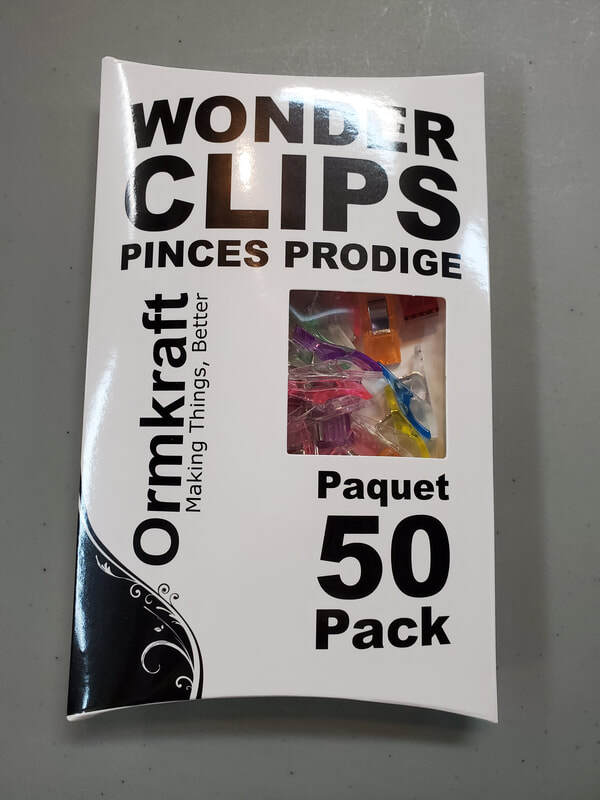 WONDER
CLIPS
PINCES PRODIGE
Ormkraft
Making Things, Better
Paquet
50
Pack